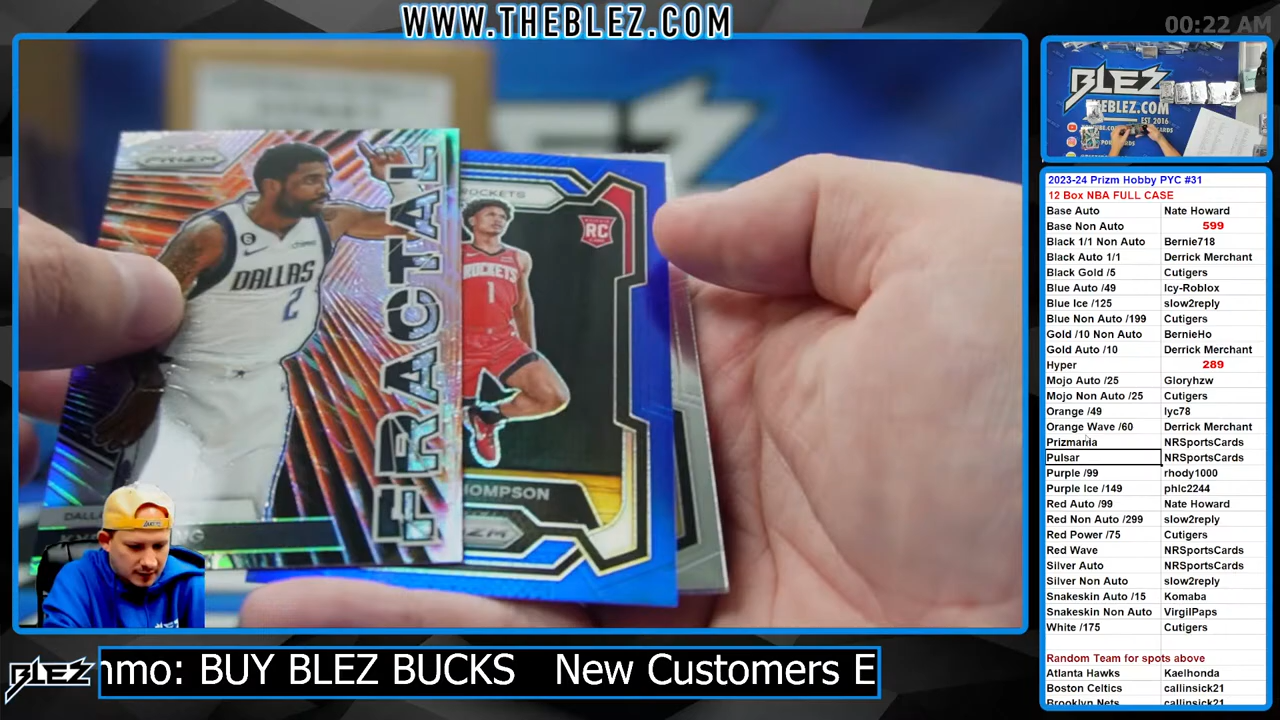 WWW.THEBLEZ.COM
00:22 AM
PRIZM
FRACTAL
DALLAS
2
ROCKETS
RC
ROCKETS
1
HOMPSON
BLEZ
THEBLEZ.COM
EST 2016
2023-24 Prizm Hobby PYC #31
12 Box NBA FULL CASE
Base Auto Nate Howard
Base Non Auto 599
Black 1/1 Non Auto Bernie718
Black Auto 1/1 Derrick Merchant
Black Gold /5 Cutigers
Blue Auto /49 Icy-Roblox
Blue Ice /125 slow2reply
Blue Non Auto /199 Cutigers
Gold /10 Non Auto BernieHo
Gold Auto /10 Derrick Merchant
Hyper 289
Mojo Auto /25 Gloryhzw
Mojo Non Auto /25 Cutigers
Orange /49 lyc78
Orange Wave /60 Derrick Merchant
Prizmania NRSportsCards
Pulsar NRSportsCards
Purple /99 rhody1000
Purple Ice /149 phlc2244
Red Auto /99 Nate Howard
Red Non Auto /299 slow2reply
Red Power /75 Cutigers
Red Wave NRSportsCards
Silver Auto NRSportsCards
Silver Non Auto slow2reply
Snakeskin Auto /15 Komaba
Snakeskin Non Auto VirgilPaps
White /175 Cutigers
Random Team for spots above
Atlanta Hawks Kaelhonda
Boston Celtics callinsick21
Brooklyn Nets callinsick21
BLEZ
nmo: BUY BLEZ BUCKS New Customers E